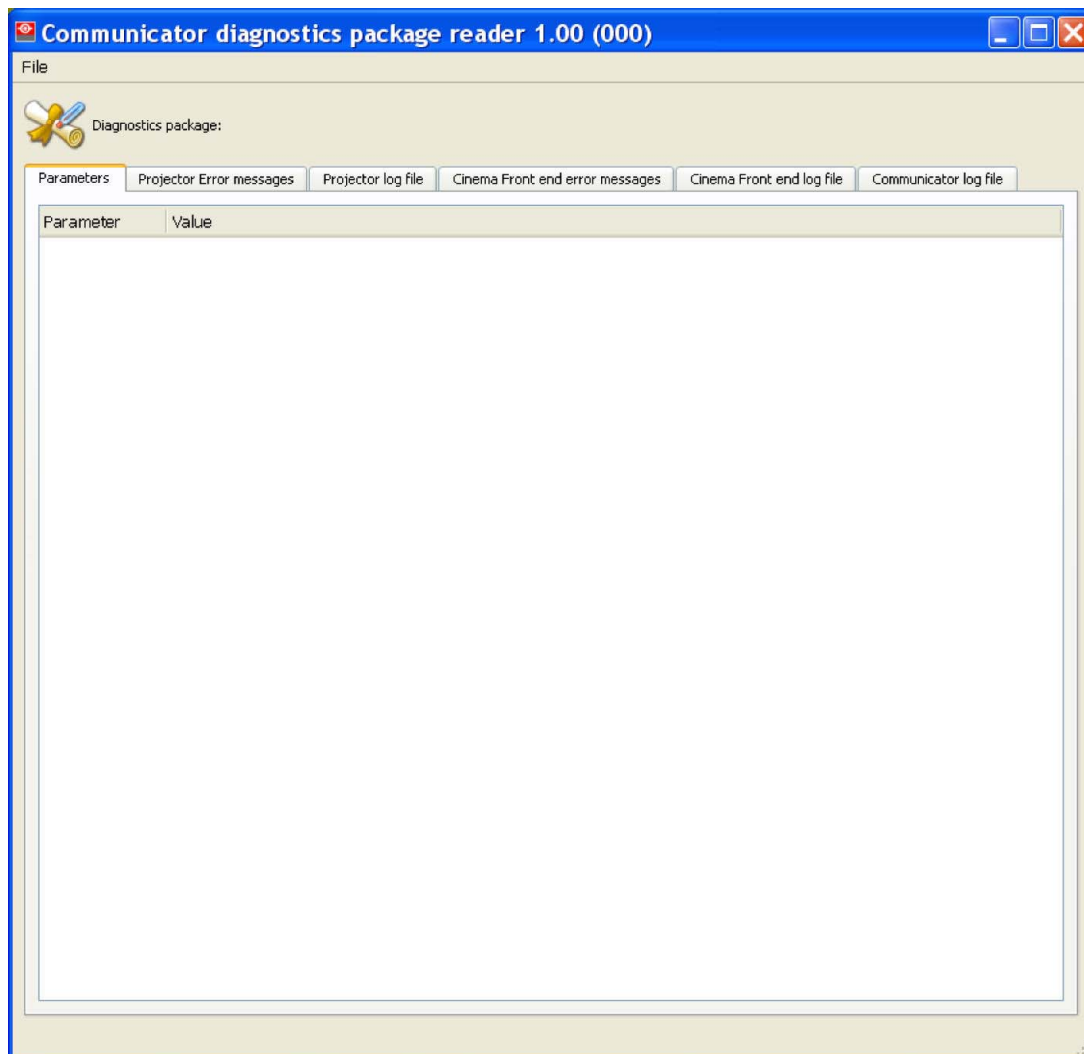 Communicator diagnostics package reader 1.00 (000)
File
Diagnostics package:
Parameters Projector Error messages Projector log file Cinema Front end error messages Cinema Front end log file Communicator log file
Parameter Value